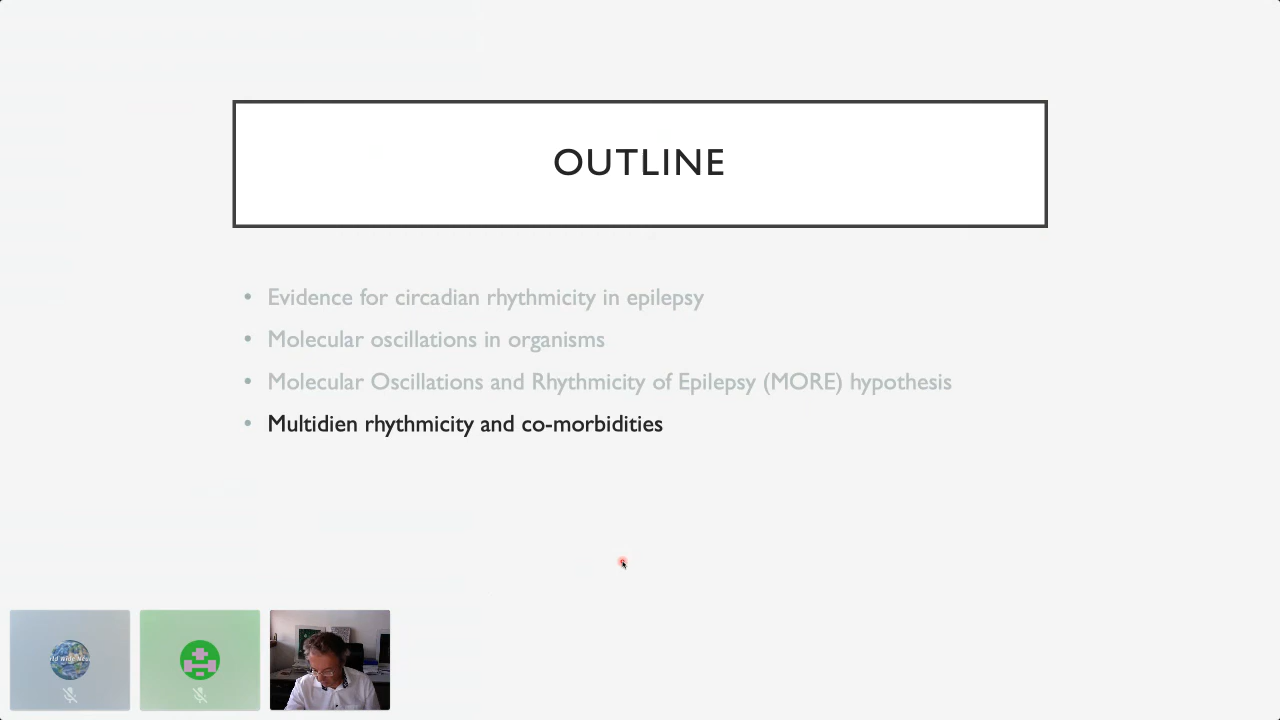 OUTLINE
• Evidence for circadian rhythmicity in epilepsy
• Molecular oscillations in organisms
• Molecular Oscillations and Rhythmicity of Epilepsy (MORE) hypothesis
• Multidien rhythmicity and co-morbidities